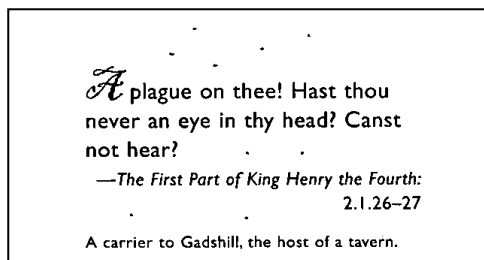 A plague on thee! Hast thou
never an eye in thy head? Canst
not hear?
—The First Part of King Henry the Fourth:
2.1.26–27
A carrier to Gadshill, the host of a tavern.